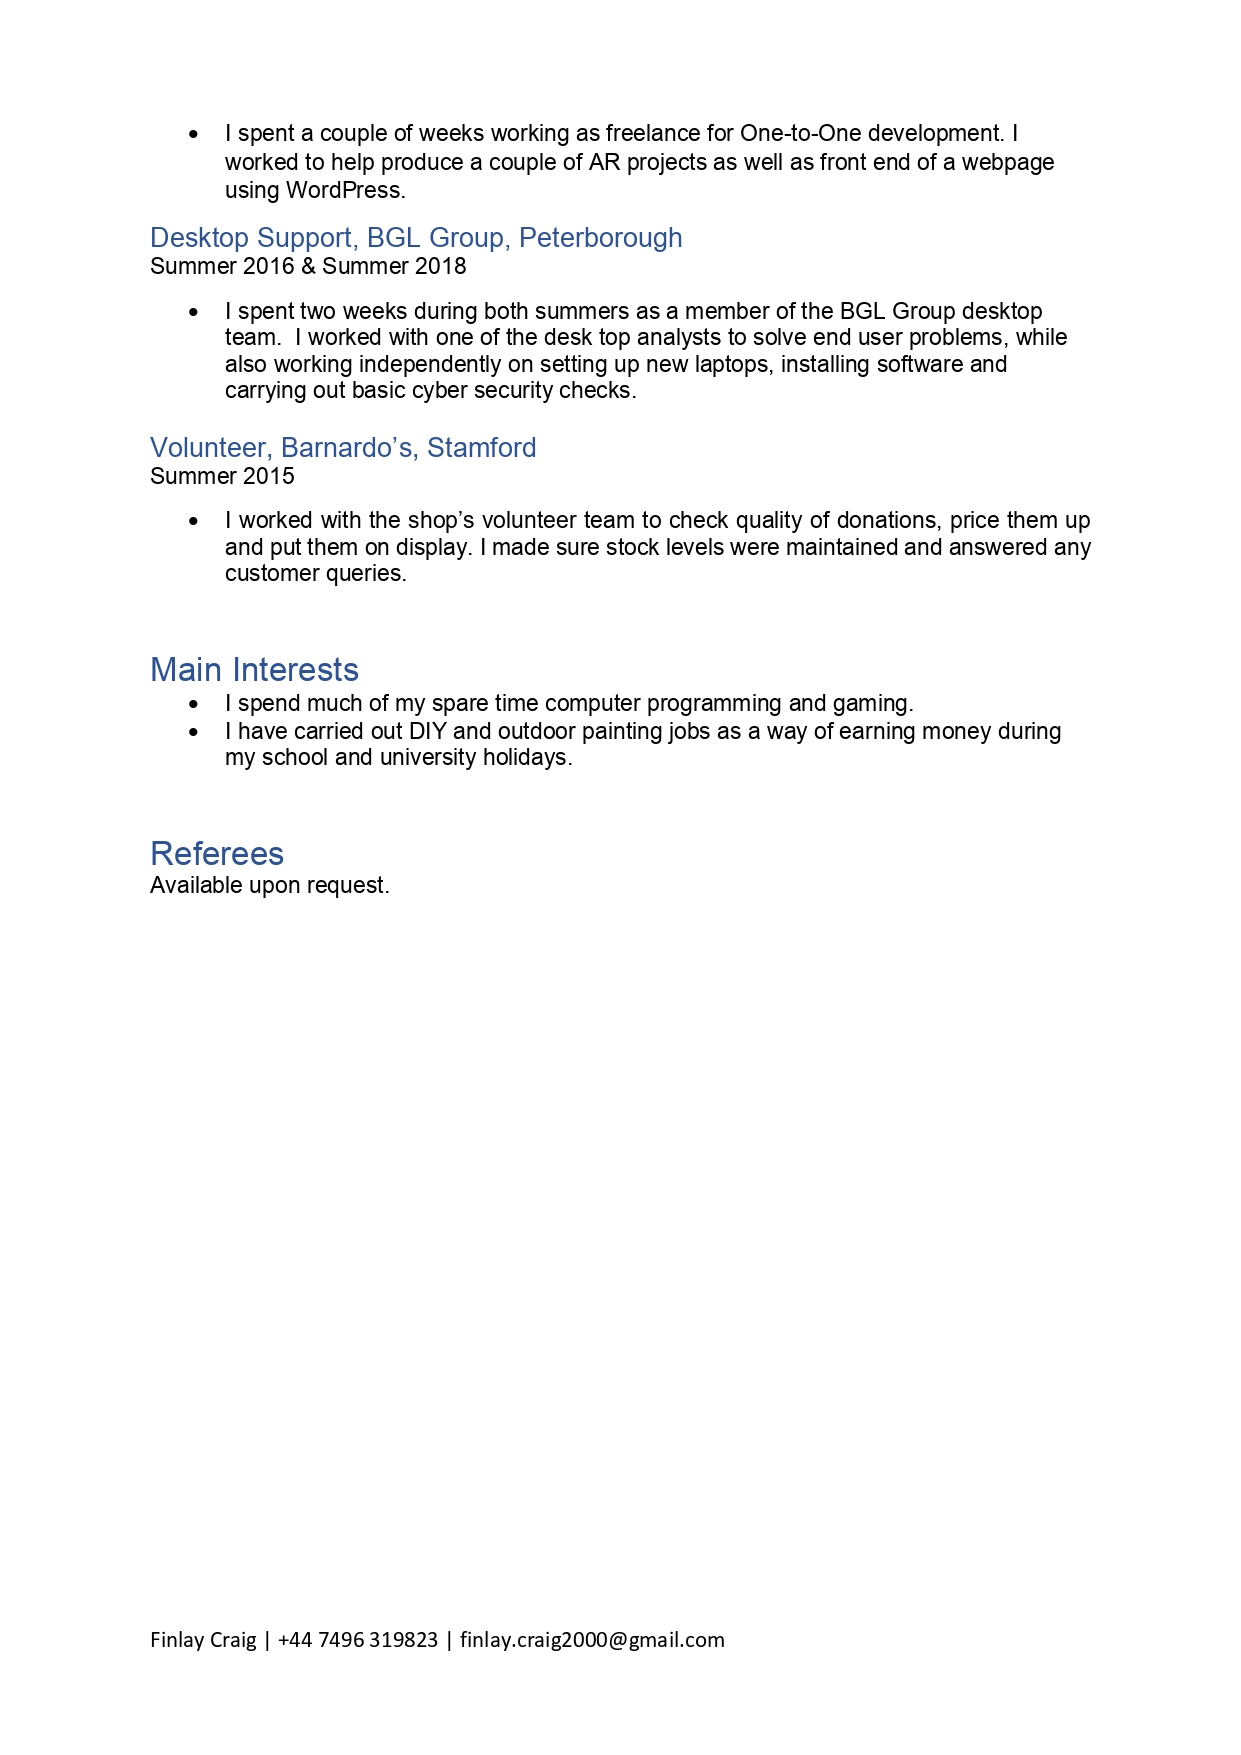 • I spent a couple of weeks working as freelance for One-to-One development. I
worked to help produce a couple of AR projects as well as front end of a webpage
using WordPress.
Desktop Support, BGL Group, Peterborough
Summer 2016 & Summer 2018
• I spent two weeks during both summers as a member of the BGL Group desktop
team.  I worked with one of the desk top analysts to solve end user problems, while
also working independently on setting up new laptops, installing software and
carrying out basic cyber security checks.
Volunteer, Barnardo’s, Stamford
Summer 2015
• I worked with the shop’s volunteer team to check quality of donations, price them up
and put them on display. I made sure stock levels were maintained and answered any
customer queries.
Main Interests
• I spend much of my spare time computer programming and gaming.
• I have carried out DIY and outdoor painting jobs as a way of earning money during
my school and university holidays.
Referees
Available upon request.
Finlay Craig | +44 7496 319823 | finlay.craig2000@gmail.com